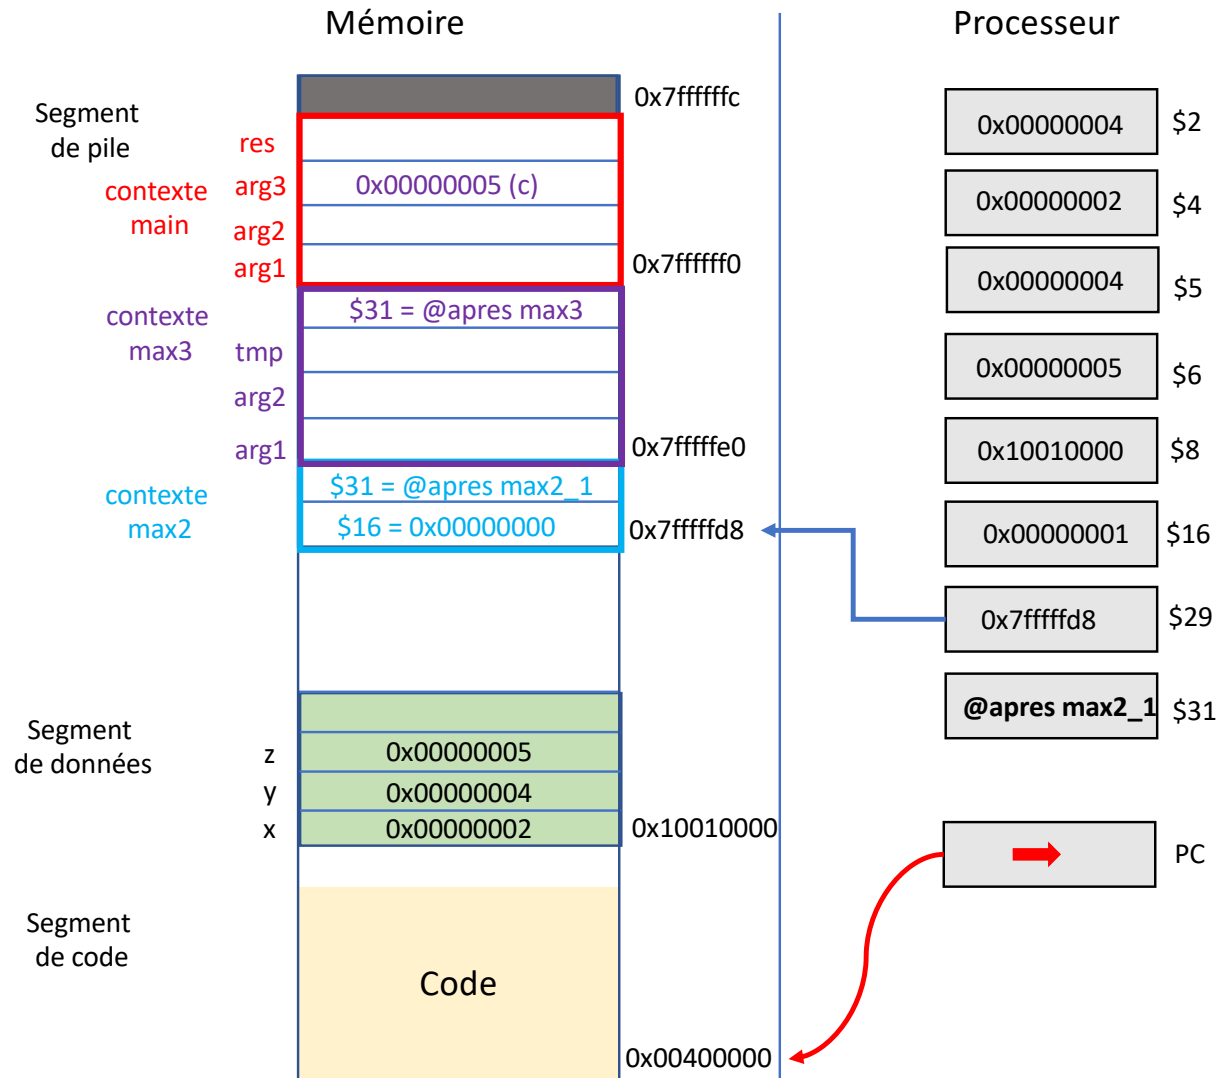 Mémoire
Processeur
0x7ffffffc
Segment
de pile
res
contexte
main
arg3
0x00000005 (c)
arg2
arg1
0x7ffffff0
contexte
max3
$31 = @apres max3
tmp
arg2
arg1
0x7fffffe0
contexte
max2
$31 = @apres max2_1
$16 = 0x00000000
0x7fffffd8
Segment
de données
z
0x00000005
y
0x00000004
x
0x00000002
0x10010000
Segment
de code
Code
0x00400000
0x00000004
$2
0x00000002
$4
0x00000004
$5
0x00000005
$6
0x10010000
$8
0x00000001
$16
0x7fffffd8
$29
@apres max2_1
$31
PC